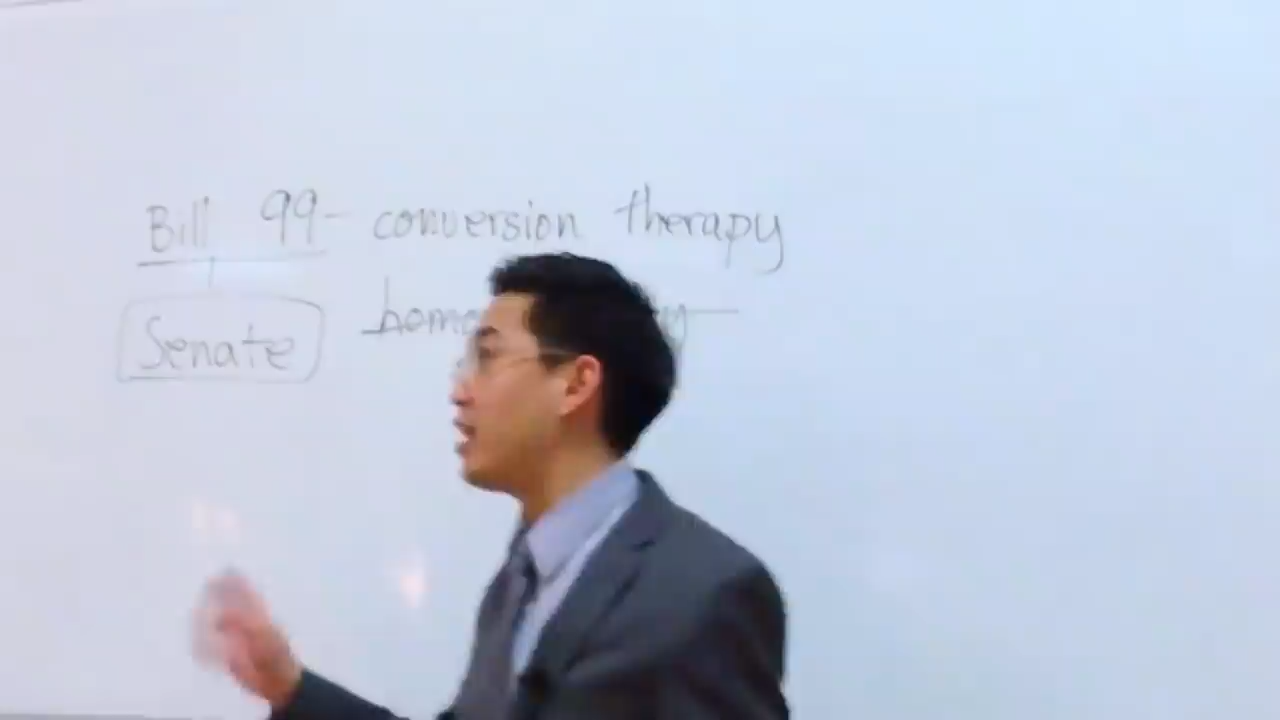 Bill 99- conversion therapy
Senate